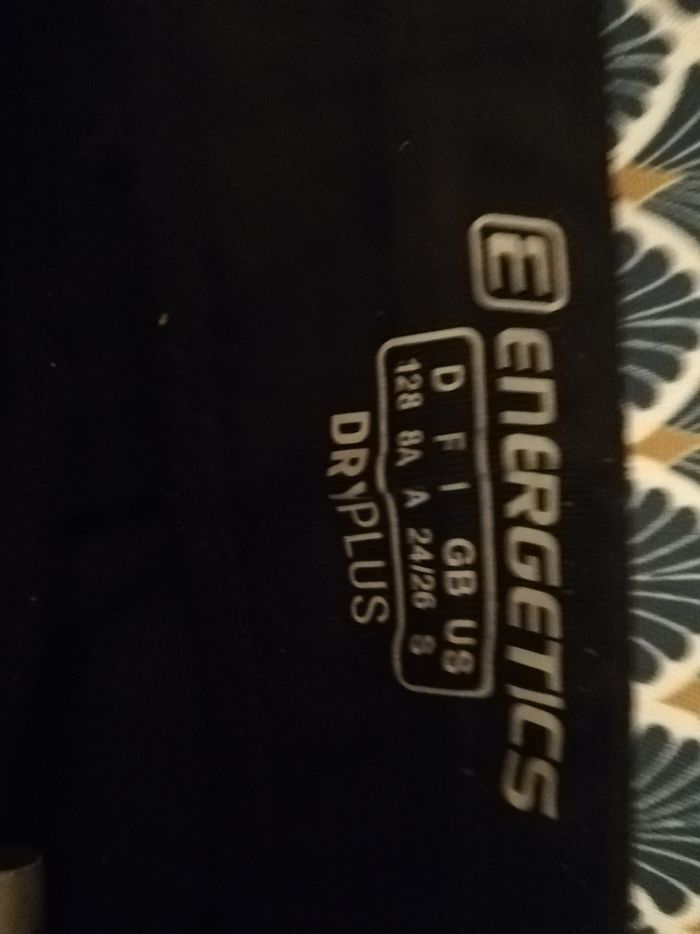 E ENERGETICS
D F I GB US
128 8A A 24/26 S
DRYPLUS